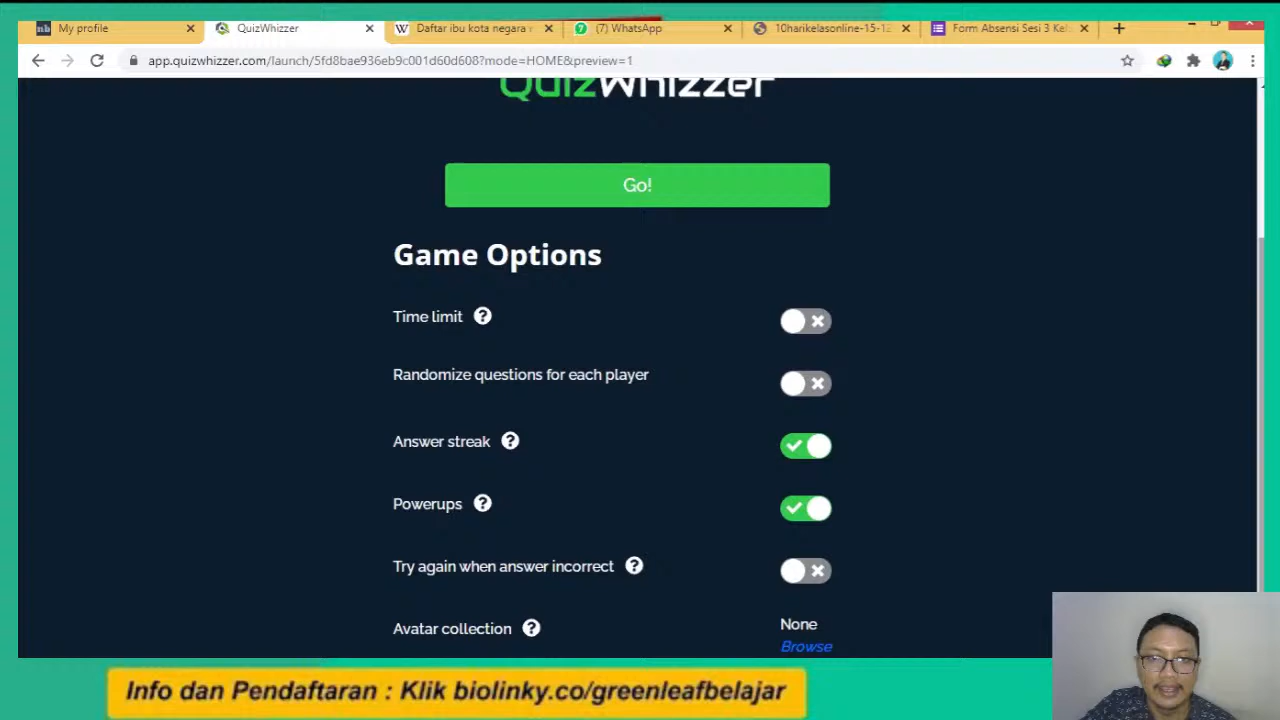 My profile
QuizWhizzer
Daftar ibu kota negara
(7) WhatsApp
10harikelasonline-15-12
Form Absensi Sesi 3 Kel
app.quizwhizzer.com/launch/5fd8bae936eb9c001d60d698?mode=HOME&preview=1
QuizWhizzer
Go!
Game Options
Time limit
Randomize questions for each player
Answer streak
Powerups
Try again when answer incorrect
Avatar collection
None
Browse
Info dan Pendaftaran : Klik biolinky.co/greenleafbelajar